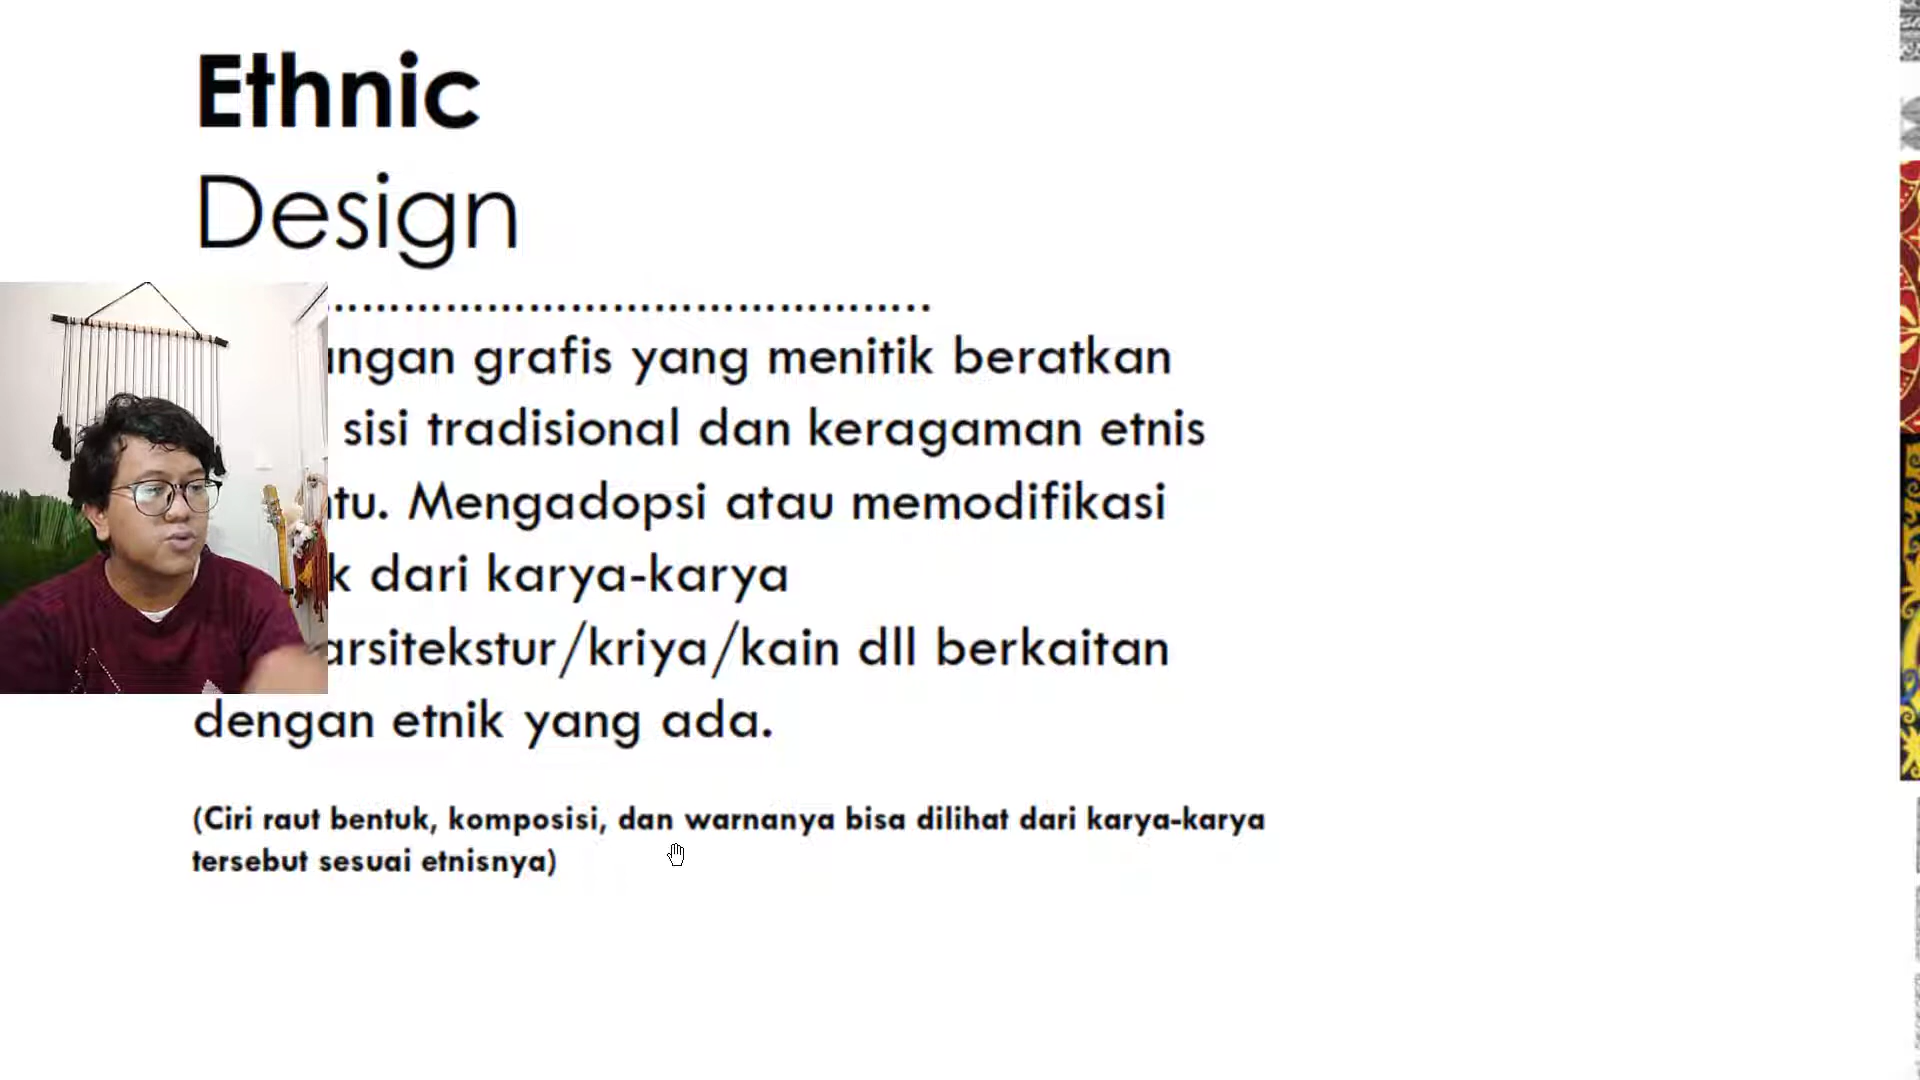 Ethnic
Design
grafis yang menitik beratkan
sisi tradisional dan keragaman etnis
Mengadopsi atau memodifikasi
dari karya-karya
arsitekstur/kriya/kain dll berkaitan
dengan etnik yang ada.
(Ciri raut bentuk, komposisi, dan warnanya bisa dilihat dari karya-karya
tersebut sesuai etnisnya)